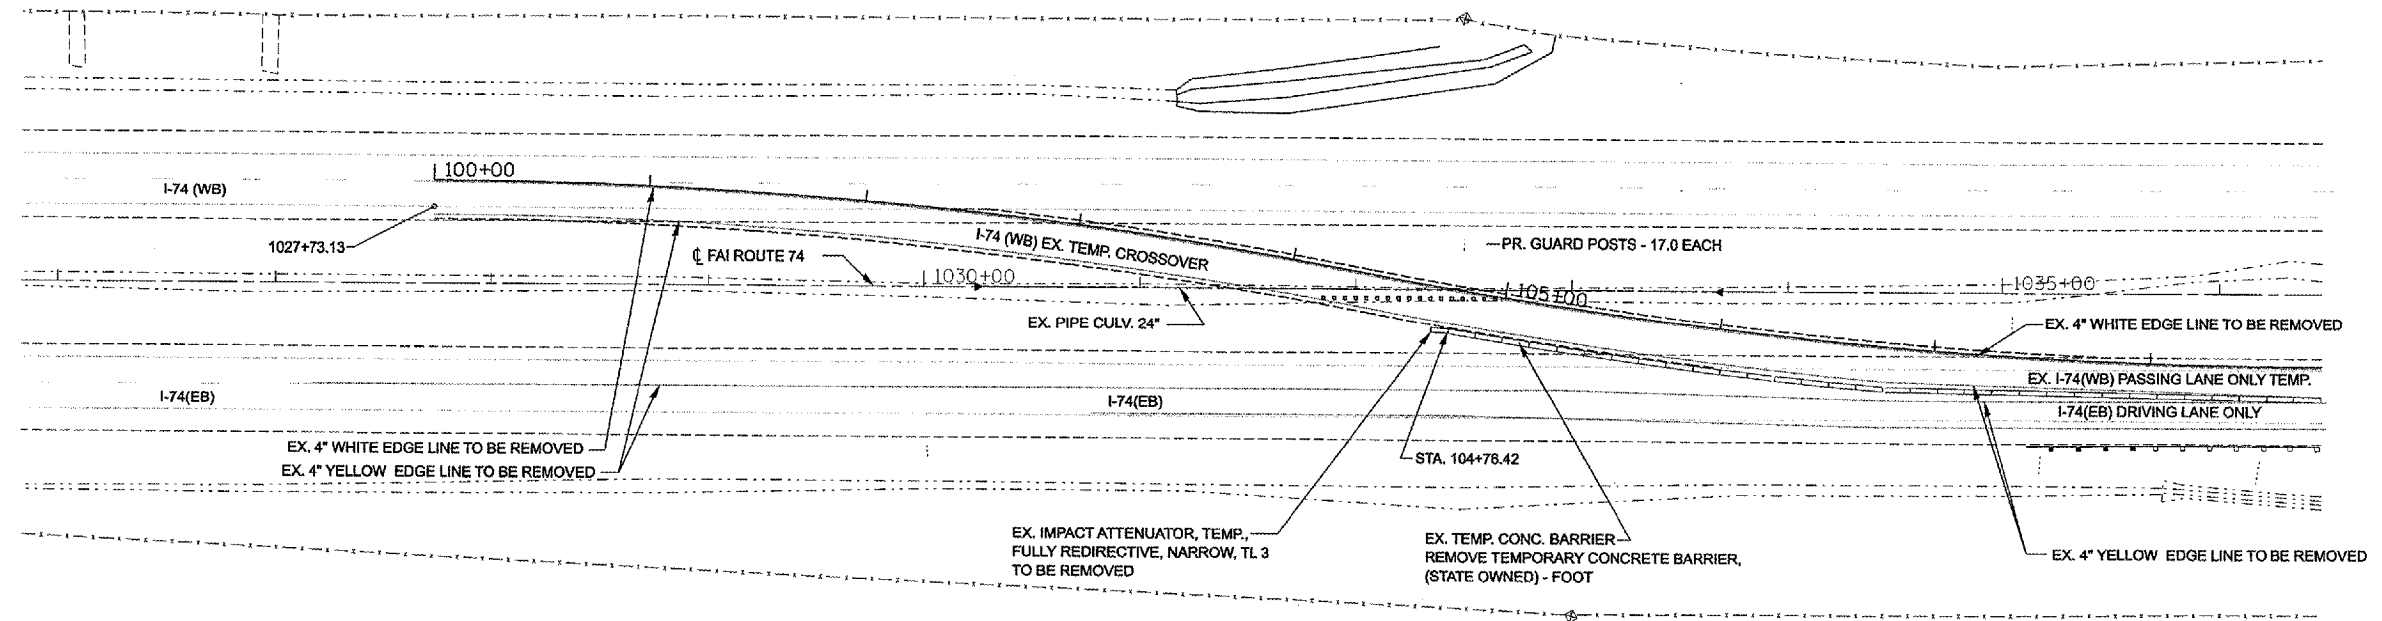 100+00
I-74 (WB)
1027+73.13
I-74 (WB) EX. TEMP. CROSSOVER
PR. GUARD POSTS - 17.0 EACH
℄ FAI ROUTE 74
1030+00
105+00
1035+00
EX. PIPE CULV. 24"
EX. 4" WHITE EDGE LINE TO BE REMOVED
EX. I-74(WB) PASSING LANE ONLY TEMP.
I-74(EB)
I-74(EB)
I-74(EB) DRIVING LANE ONLY
EX. 4" WHITE EDGE LINE TO BE REMOVED
EX. 4" YELLOW EDGE LINE TO BE REMOVED
STA. 104+76.42
EX. IMPACT ATTENUATOR, TEMP.,
FULLY REDIRECTIVE, NARROW, TL 3
TO BE REMOVED
EX. TEMP. CONC. BARRIER
REMOVE TEMPORARY CONCRETE BARRIER,
(STATE OWNED) - FOOT
EX. 4" YELLOW EDGE LINE TO BE REMOVED